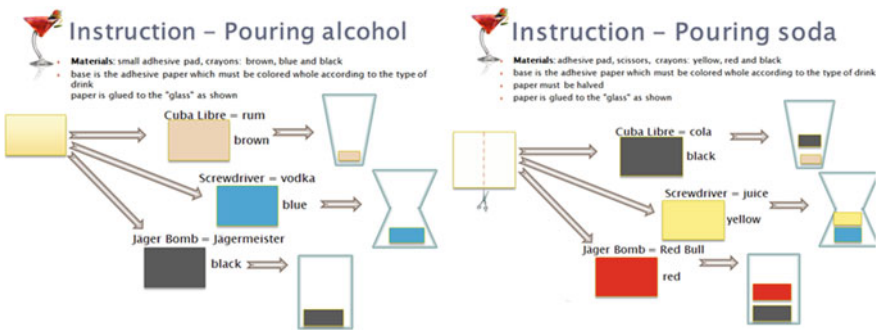 Instruction – Pouring alcohol
• Materials: small adhesive pad, crayons: brown, blue and black
• base is the adhesive paper which must be colored whole according to the type of
drink
paper is glued to the "glass" as shown
Cuba Libre = rum
brown
Screwdriver = vodka
blue
Jäger Bomb = Jägermeister
black
Instruction – Pouring soda
• Materials: adhesive pad, scissors, crayons: yellow, red and black
• base is the adhesive paper which must be colored whole according to the type of drink
• paper must be halved
• paper is glued to the "glass" as shown
Cuba Libre = cola
black
Screwdriver = juice
yellow
Jäger Bomb = Red Bull
red